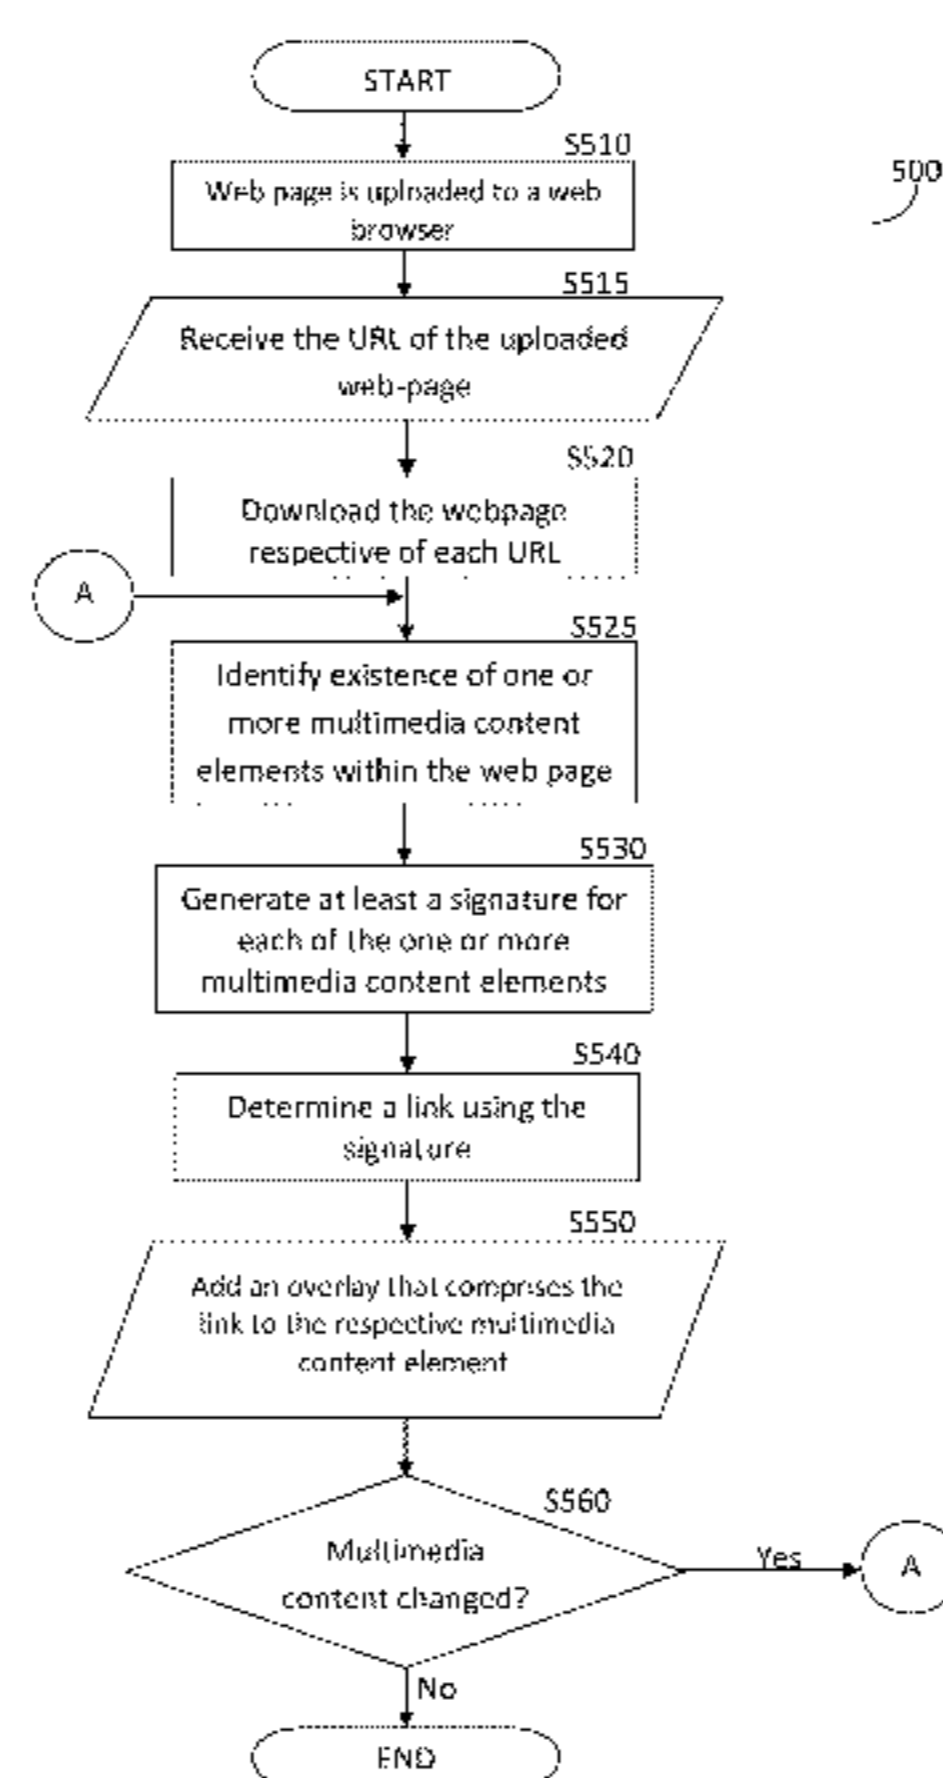 START
S510
500
Web page is uploaded to a web
browser
S515
Receive the URL of the uploaded
web-page
S520
Download the webpage
respective of each URL
A
S525
Identify existence of one or
more multimedia content
elements within the web page
S530
Generate at least a signature for
each of the one or more
multimedia content elements
S540
Determine a link using the
signature
S550
Add an overlay that comprises the
link to the respective multimedia
content element
S560
Multimedia
content changed?
Yes
A
No
END